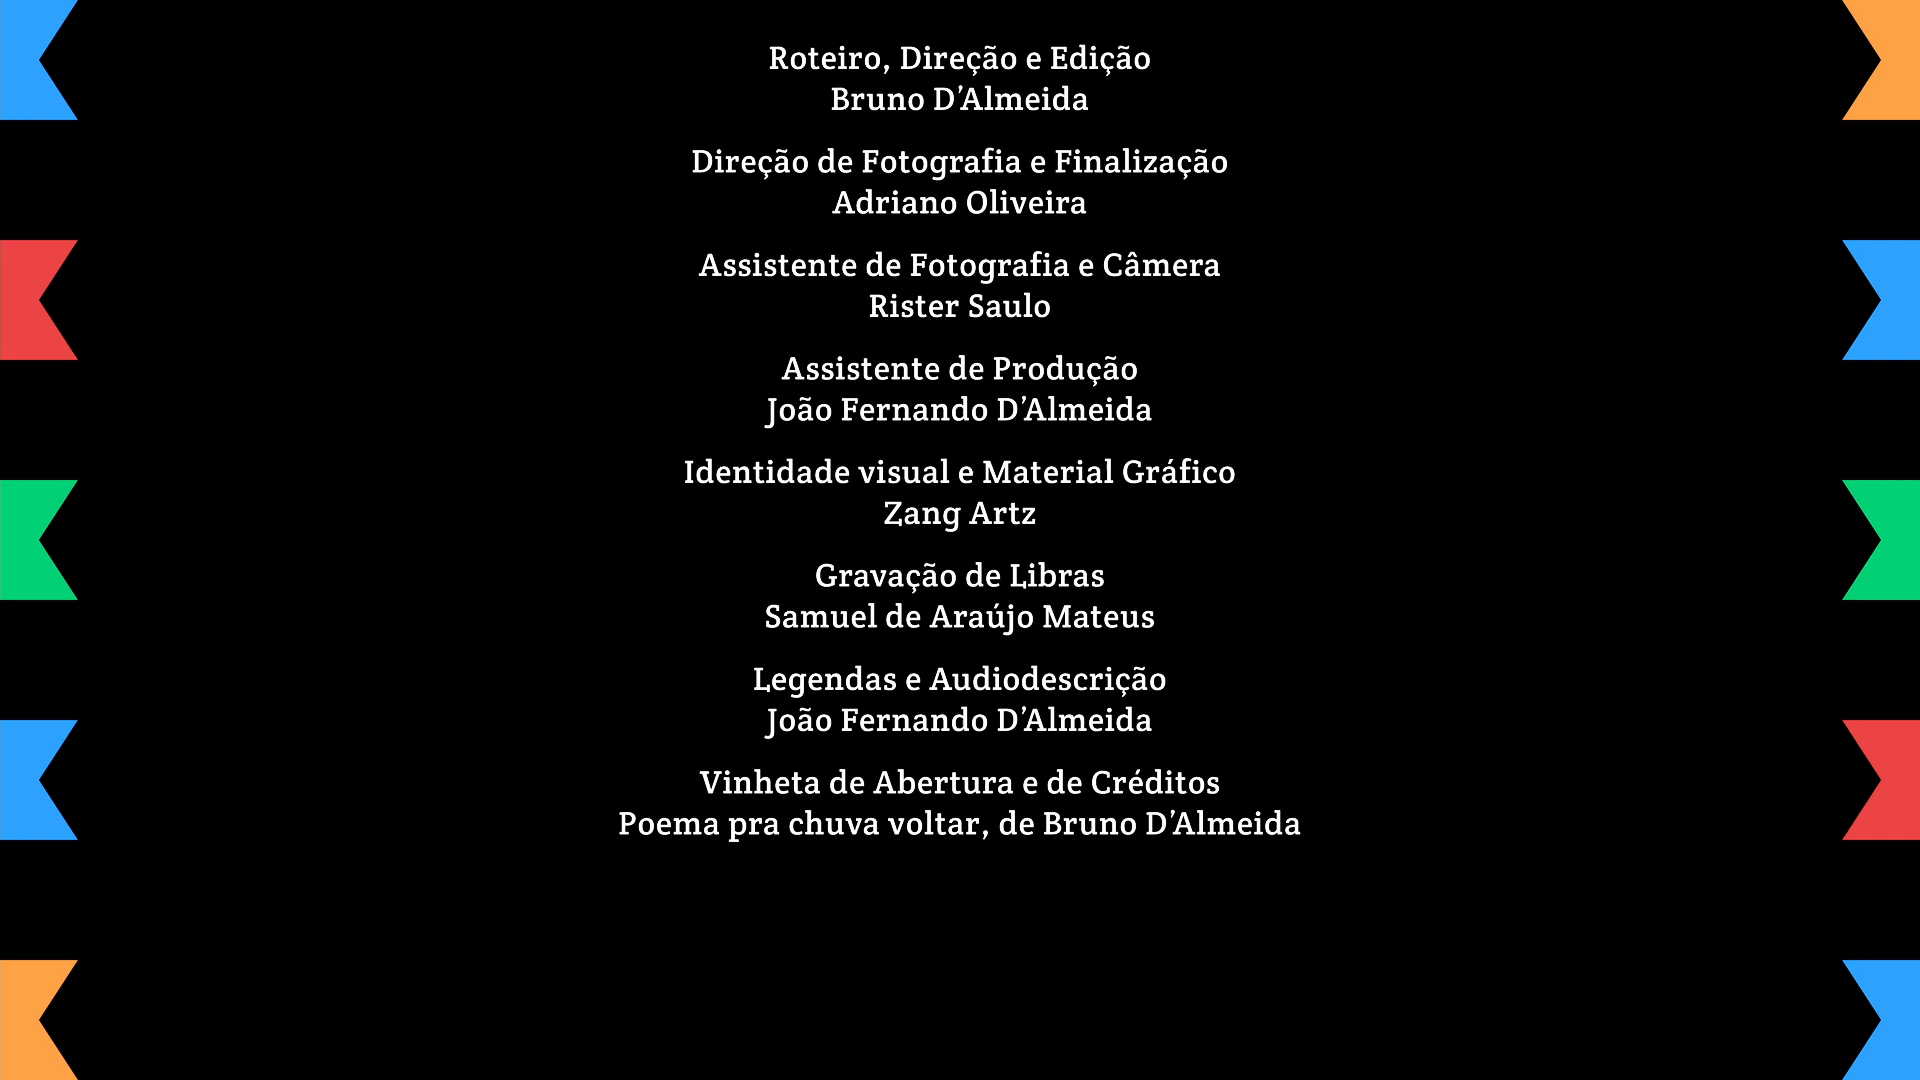 Roteiro, Direção e Edição
Bruno D’Almeida
Direção de Fotografia e Finalização
Adriano Oliveira
Assistente de Fotografia e Câmera
Rister Saulo
Assistente de Produção
João Fernando D’Almeida
Identidade visual e Material Gráfico
Zang Artz
Gravação de Libras
Samuel de Araújo Mateus
Legendas e Audiodescrição
João Fernando D’Almeida
Vinheta de Abertura e de Créditos
Poema pra chuva voltar, de Bruno D’Almeida